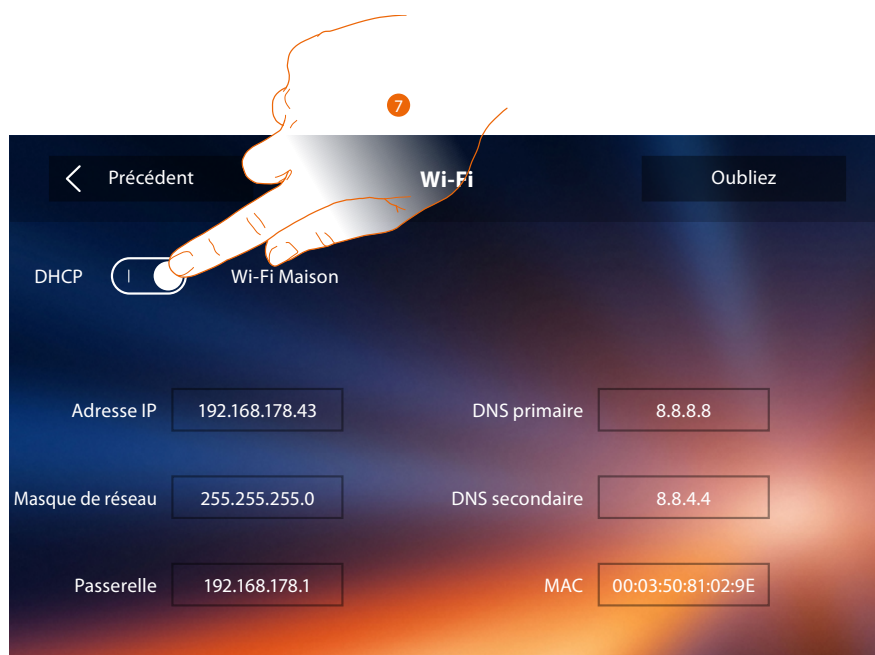 7
Précédent
Wi-Fi
Oubliez
DHCP
Wi-Fi Maison
Adresse IP 192.168.178.43
DNS primaire 8.8.8.8
Masque de réseau 255.255.255.0
DNS secondaire 8.8.4.4
Passerelle 192.168.178.1
MAC 00:03:50:81:02:9E